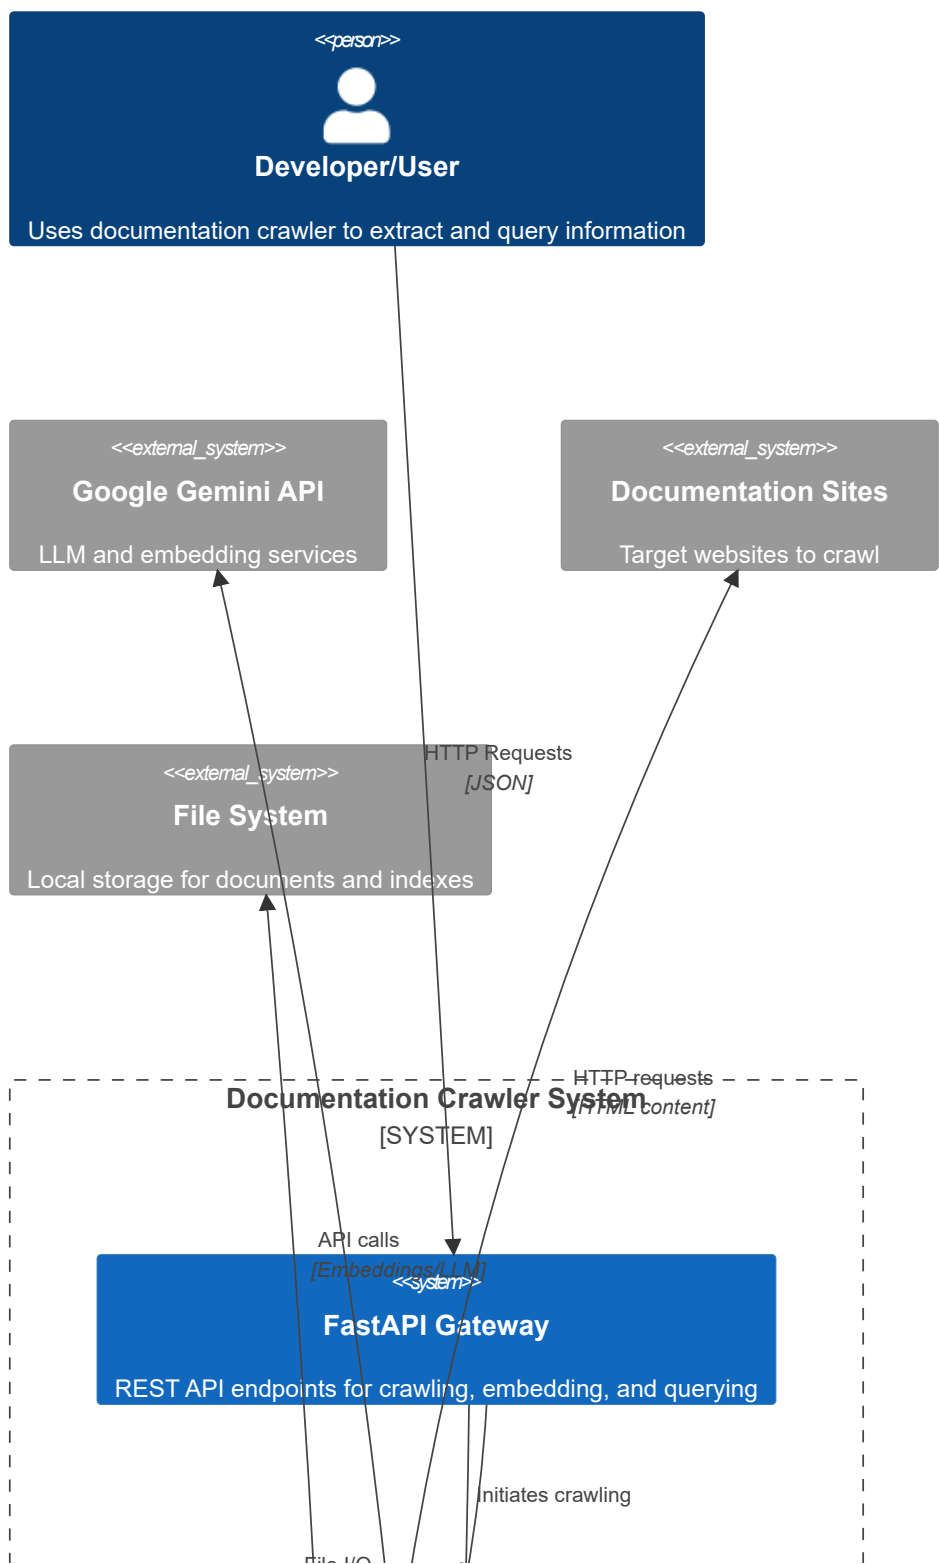 <<person>>
Developer/User
Uses documentation crawler to extract and query information
<<external_system>>
Google Gemini API
LLM and embedding services
<<external_system>>
Documentation Sites
Target websites to crawl
HTTP Requests
[JSON]
<<external_system>>
File System
Local storage for documents and indexes
HTTP requests
[HTML content]
Documentation Crawler System
[SYSTEM]
API calls
[Embeddings/LLM]
<<system>>
FastAPI Gateway
REST API endpoints for crawling, embedding, and querying
Initiates crawling
File I/O